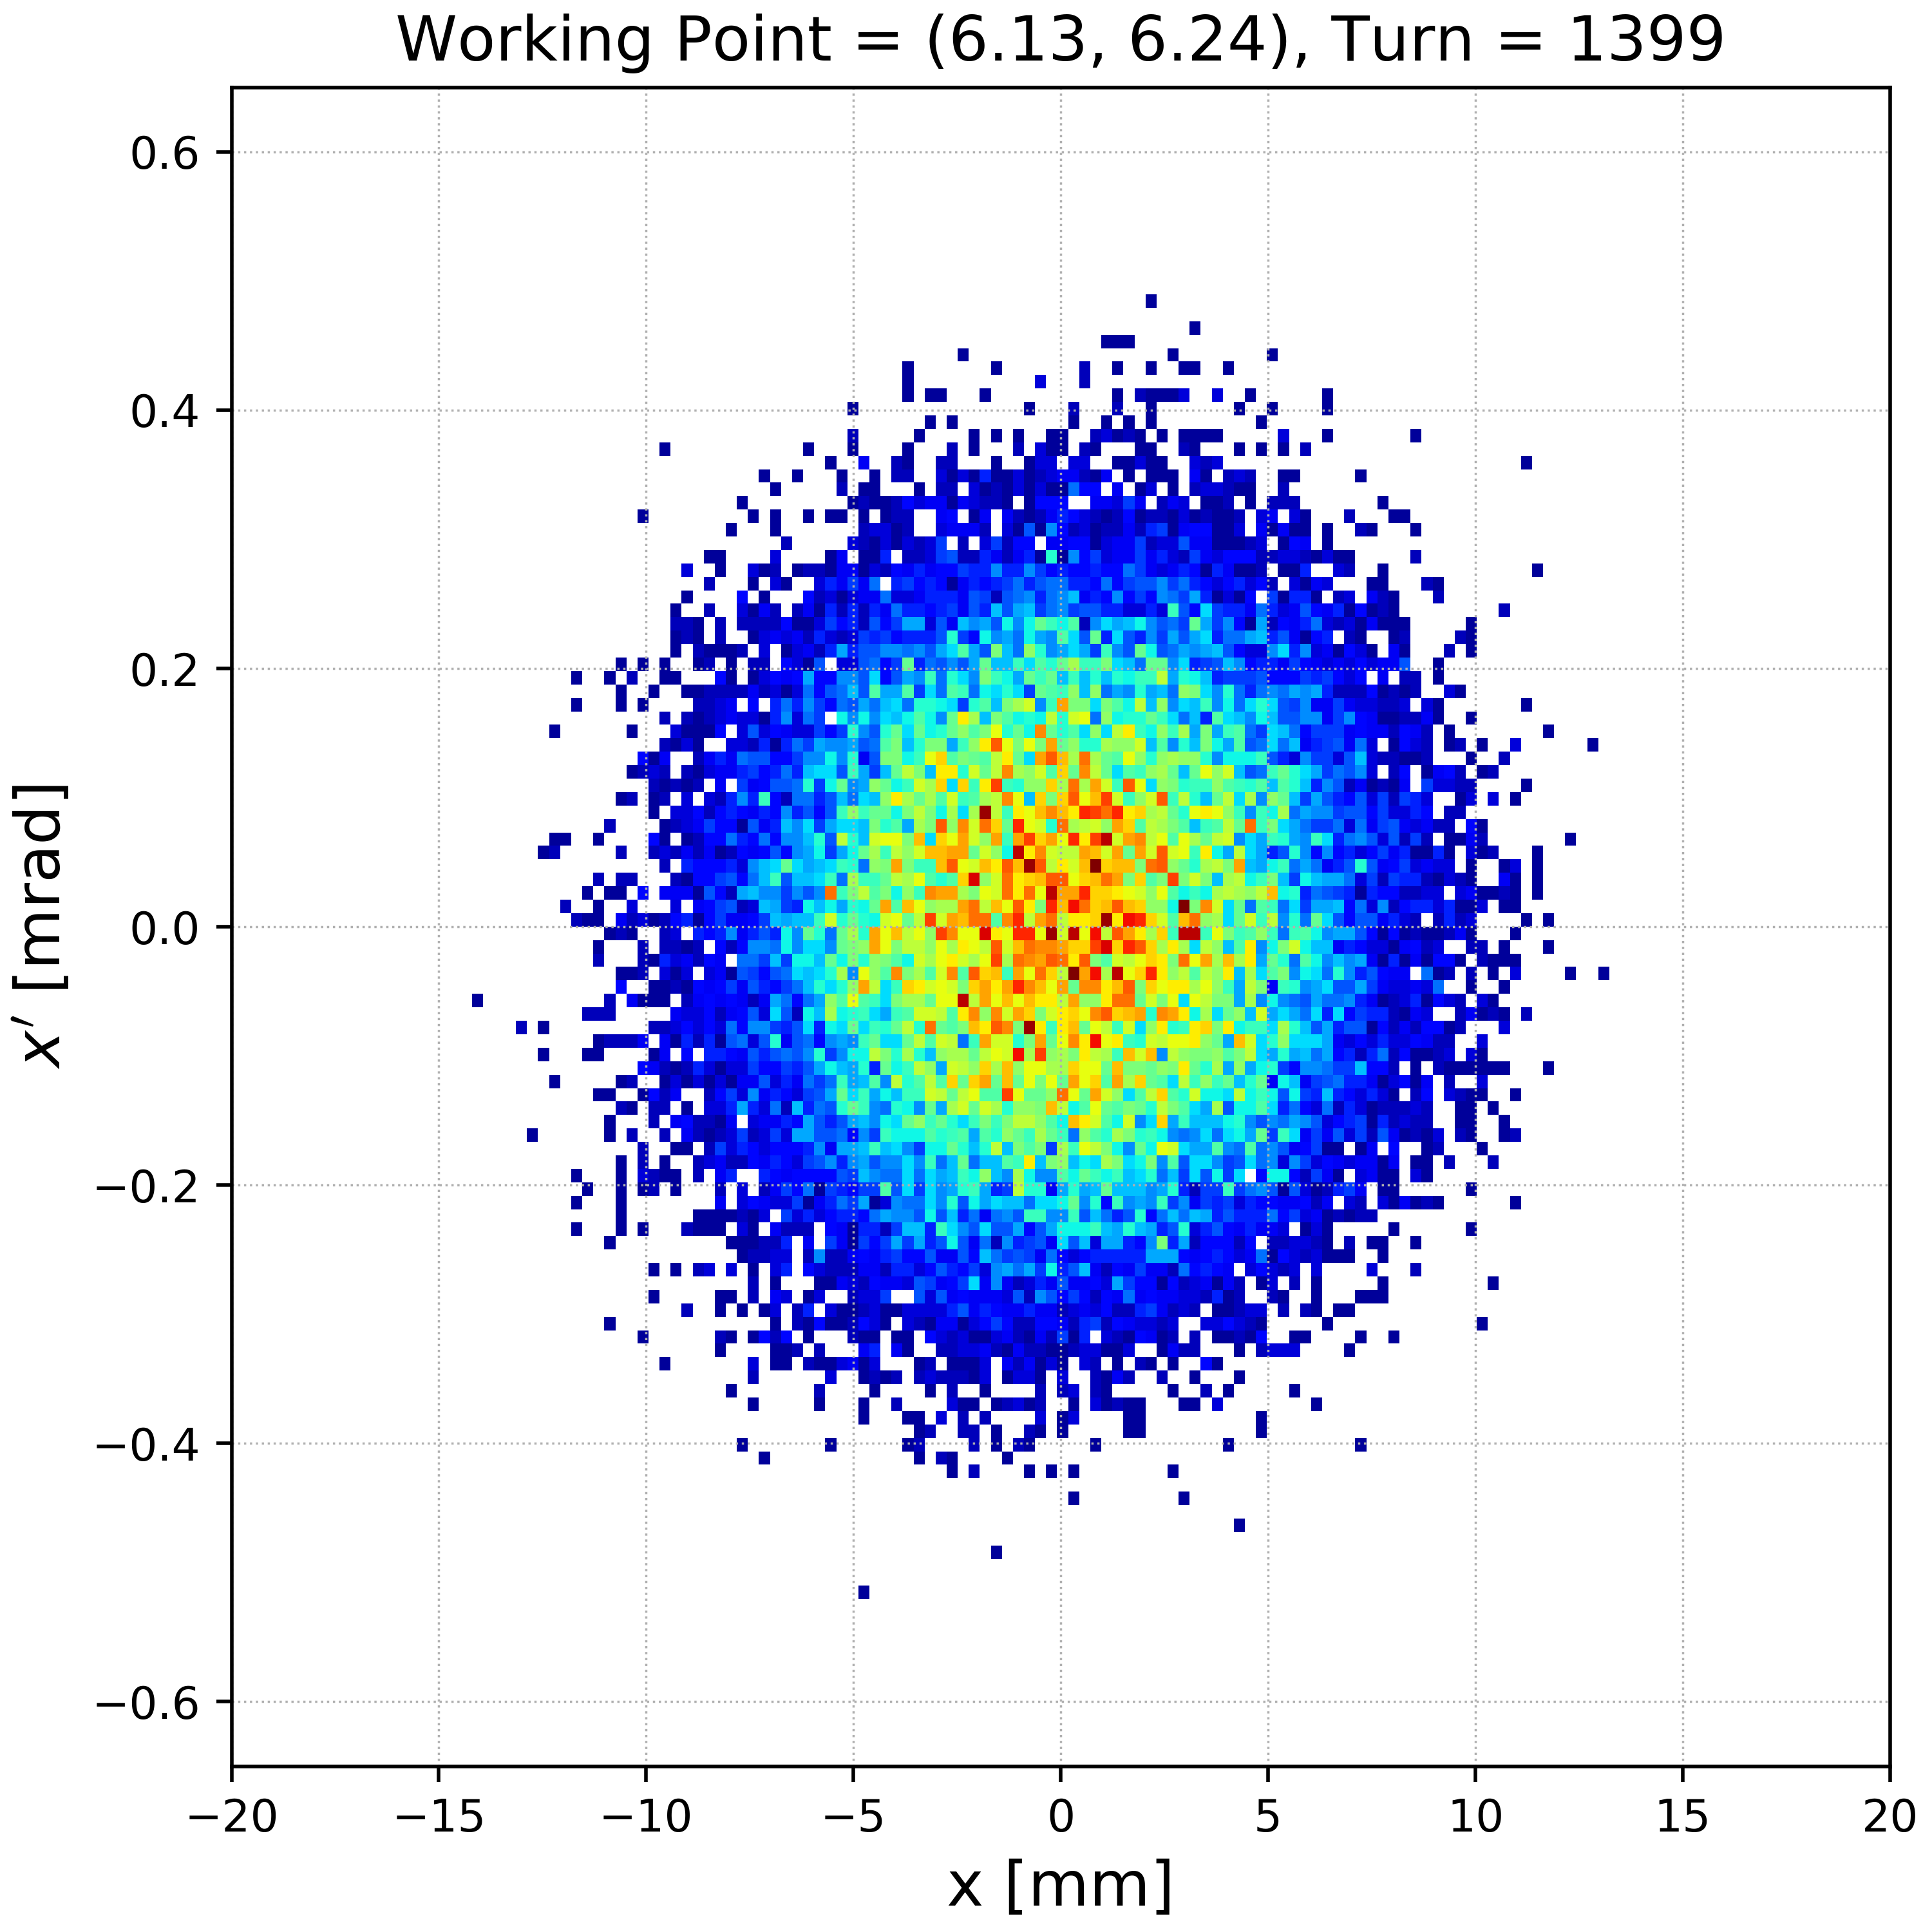 Working Point = (6.13, 6.24), Turn = 1399
x′ [mrad]
0.6
0.4
0.2
0.0
−0.2
−0.4
−0.6
−20 −15 −10 −5 0 5 10 15 20
x [mm]